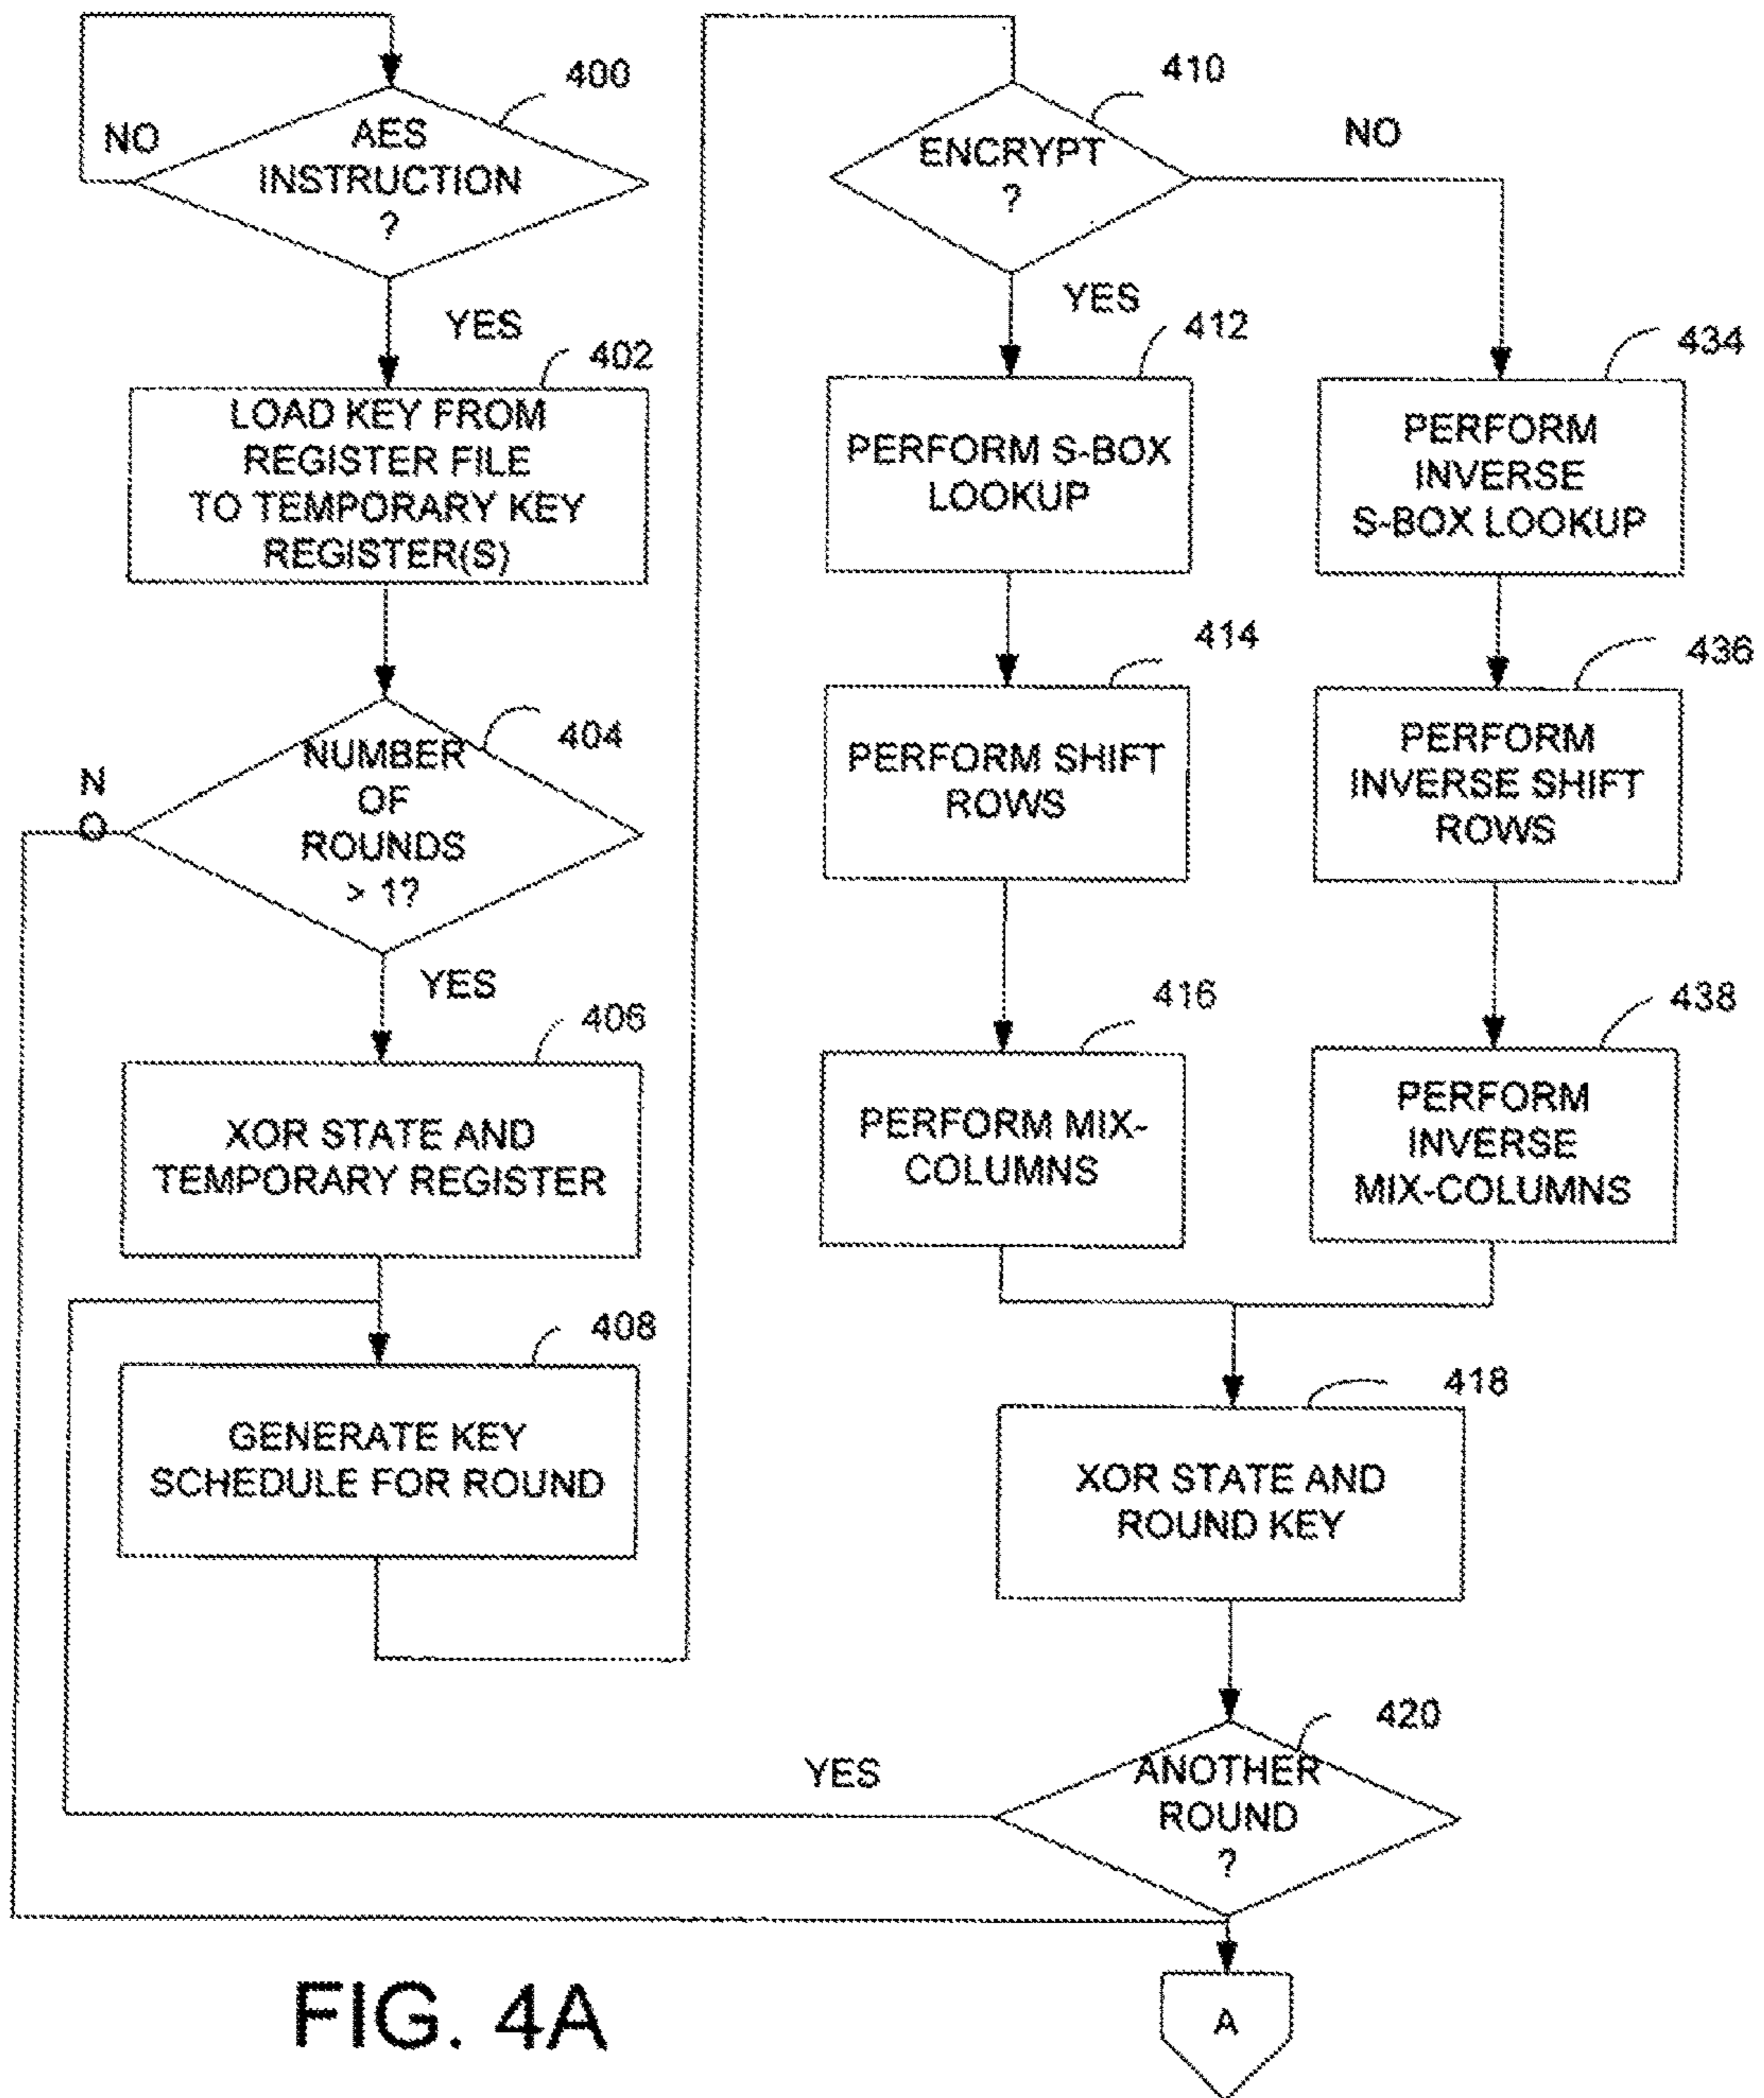 400
AES
INSTRUCTION
?
NO
YES
402
LOAD KEY FROM
REGISTER FILE
TO TEMPORARY KEY
REGISTER(S)
404
NUMBER
OF
ROUNDS
> 1?
N
O
YES
406
XOR STATE AND
TEMPORARY REGISTER
408
GENERATE KEY
SCHEDULE FOR ROUND
410
ENCRYPT
?
NO
YES
412
PERFORM S-BOX
LOOKUP
414
PERFORM SHIFT
ROWS
416
PERFORM MIX-
COLUMNS
434
PERFORM
INVERSE
S-BOX LOOKUP
436
PERFORM
INVERSE SHIFT
ROWS
438
PERFORM
INVERSE
MIX-COLUMNS
418
XOR STATE AND
ROUND KEY
420
ANOTHER
ROUND
?
YES
A
FIG. 4A